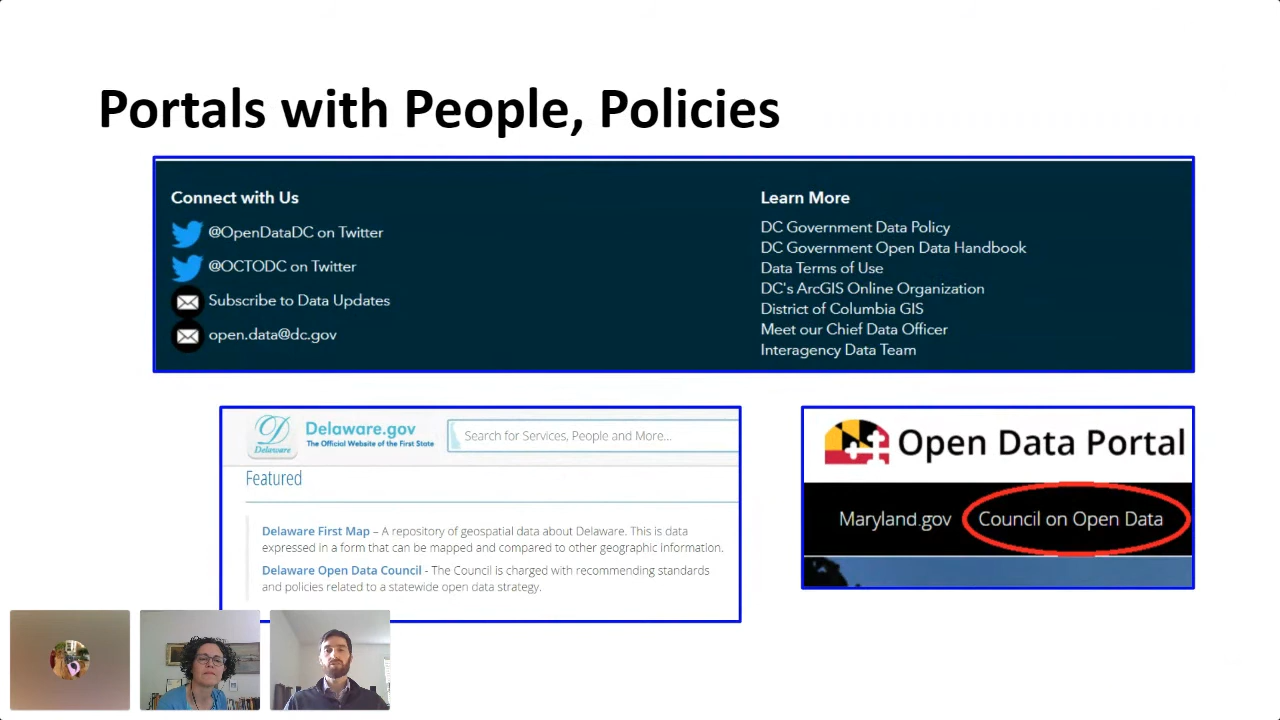 Portals with People, Policies
Connect with Us
@OpenDataDC on Twitter
@OCTODC on Twitter
Subscribe to Data Updates
open.data@dc.gov
Learn More
DC Government Data Policy
DC Government Open Data Handbook
Data Terms of Use
DC's ArcGIS Online Organization
District of Columbia GIS
Meet our Chief Data Officer
Interagency Data Team
Delaware
Delaware.gov
The Official Website of the First State
Search for Services, People and More...
Featured
Delaware First Map – A repository of geospatial data about Delaware. This is data
expressed in a form that can be mapped and compared to other geographic information.
Delaware Open Data Council - The Council is charged with recommending standards
and policies related to a statewide open data strategy.
Open Data Portal
Maryland.gov Council on Open Data